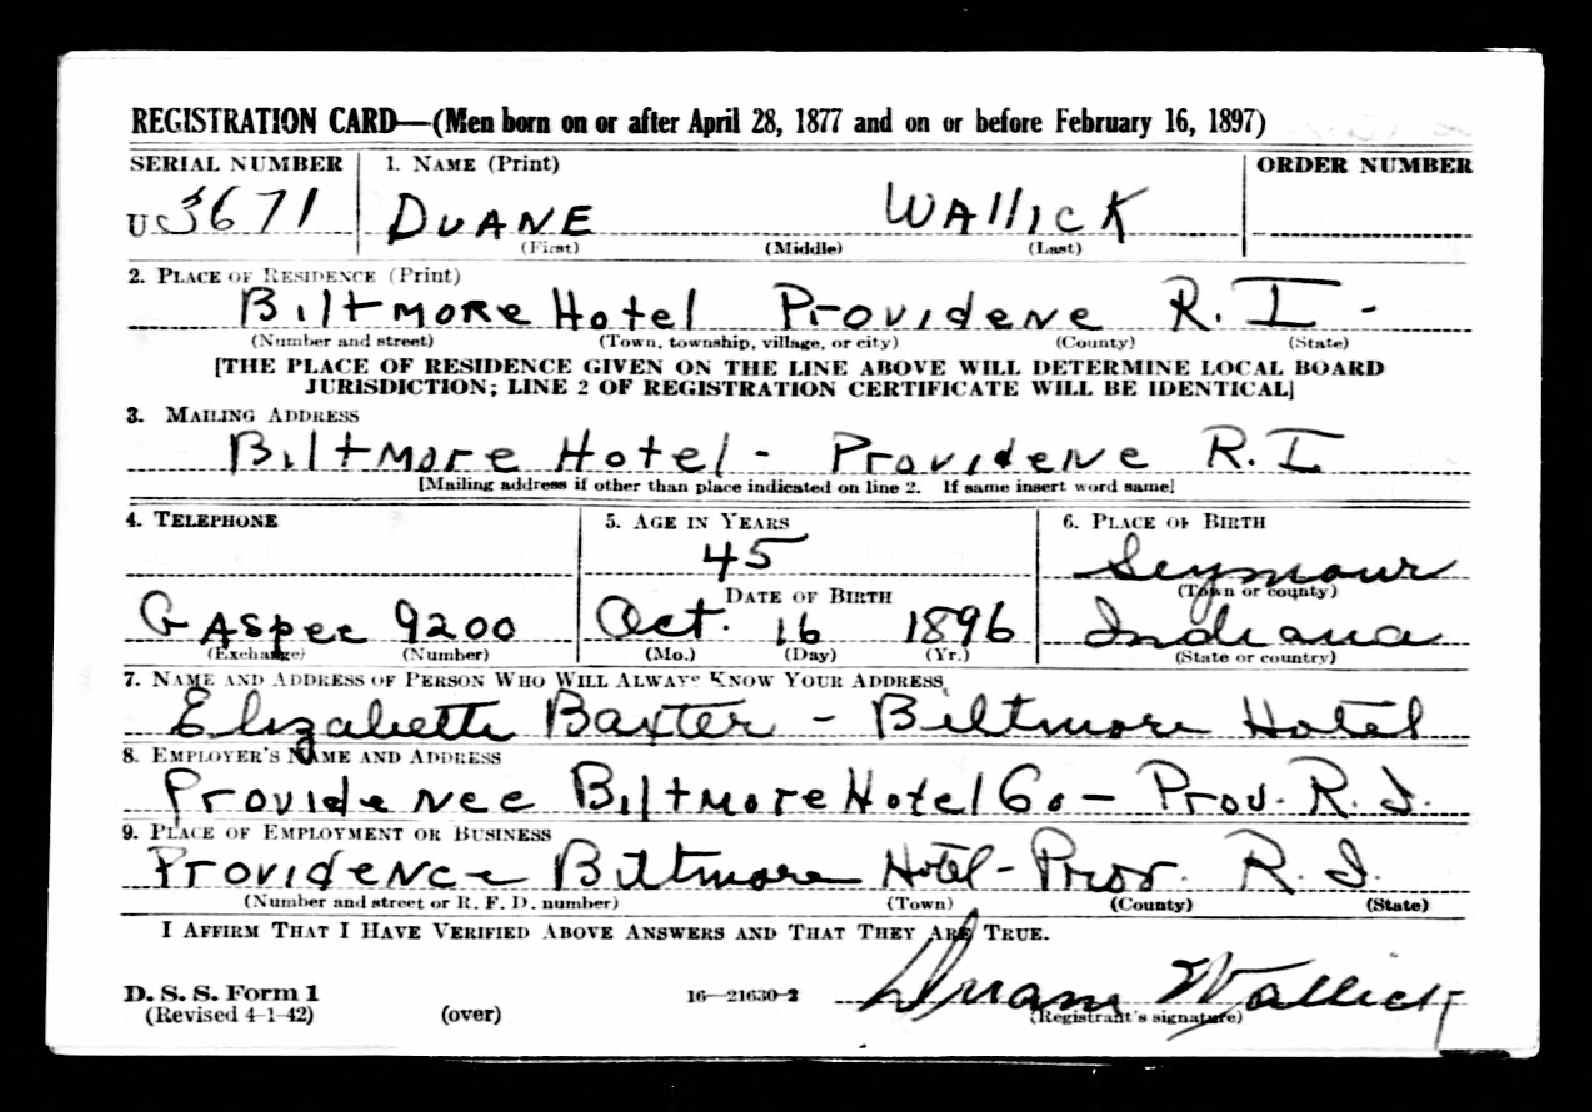 REGISTRATION CARD—(Men born on or after April 28, 1877 and on or before February 16, 1897)
SERIAL NUMBER 1. NAME (Print) ORDER NUMBER
U 3671 DUANE WALLICK
(First) (Middle) (Last)
2. PLACE OF RESIDENCE (Print)
Biltmore Hotel Providene R. I -
(Number and street) (Town, township, village, or city) (County) (State)
[THE PLACE OF RESIDENCE GIVEN ON THE LINE ABOVE WILL DETERMINE LOCAL BOARD
JURISDICTION; LINE 2 OF REGISTRATION CERTIFICATE WILL BE IDENTICAL]
3. MAILING ADDRESS
Biltmore Hotel - Providene R. I
[Mailing address if other than place indicated on line 2. If same insert word same]
4. TELEPHONE 5. AGE IN YEARS 6. PLACE OF BIRTH
45 Seymour
DATE OF BIRTH (Town or county)
GAspee 9200 Oct. 16 1896 Indiana
(Exchange) (Number) (Mo.) (Day) (Yr.) (State or country)
7. NAME AND ADDRESS OF PERSON WHO WILL ALWAYS KNOW YOUR ADDRESS
Elizabeth Baxter - Biltmore Hotel
8. EMPLOYER'S NAME AND ADDRESS
Providence Biltmore Hotel Co - Prov. R. I.
9. PLACE OF EMPLOYMENT OR BUSINESS
Providence Biltmore Hotel - Prov. R. I.
(Number and street or R. F. D. number) (Town) (County) (State)
I AFFIRM THAT I HAVE VERIFIED ABOVE ANSWERS AND THAT THEY ARE TRUE.
D. S. S. Form 1 16—21630-2 Duane Wallick
(Revised 4-1-42) (over) (Registrant's signature)